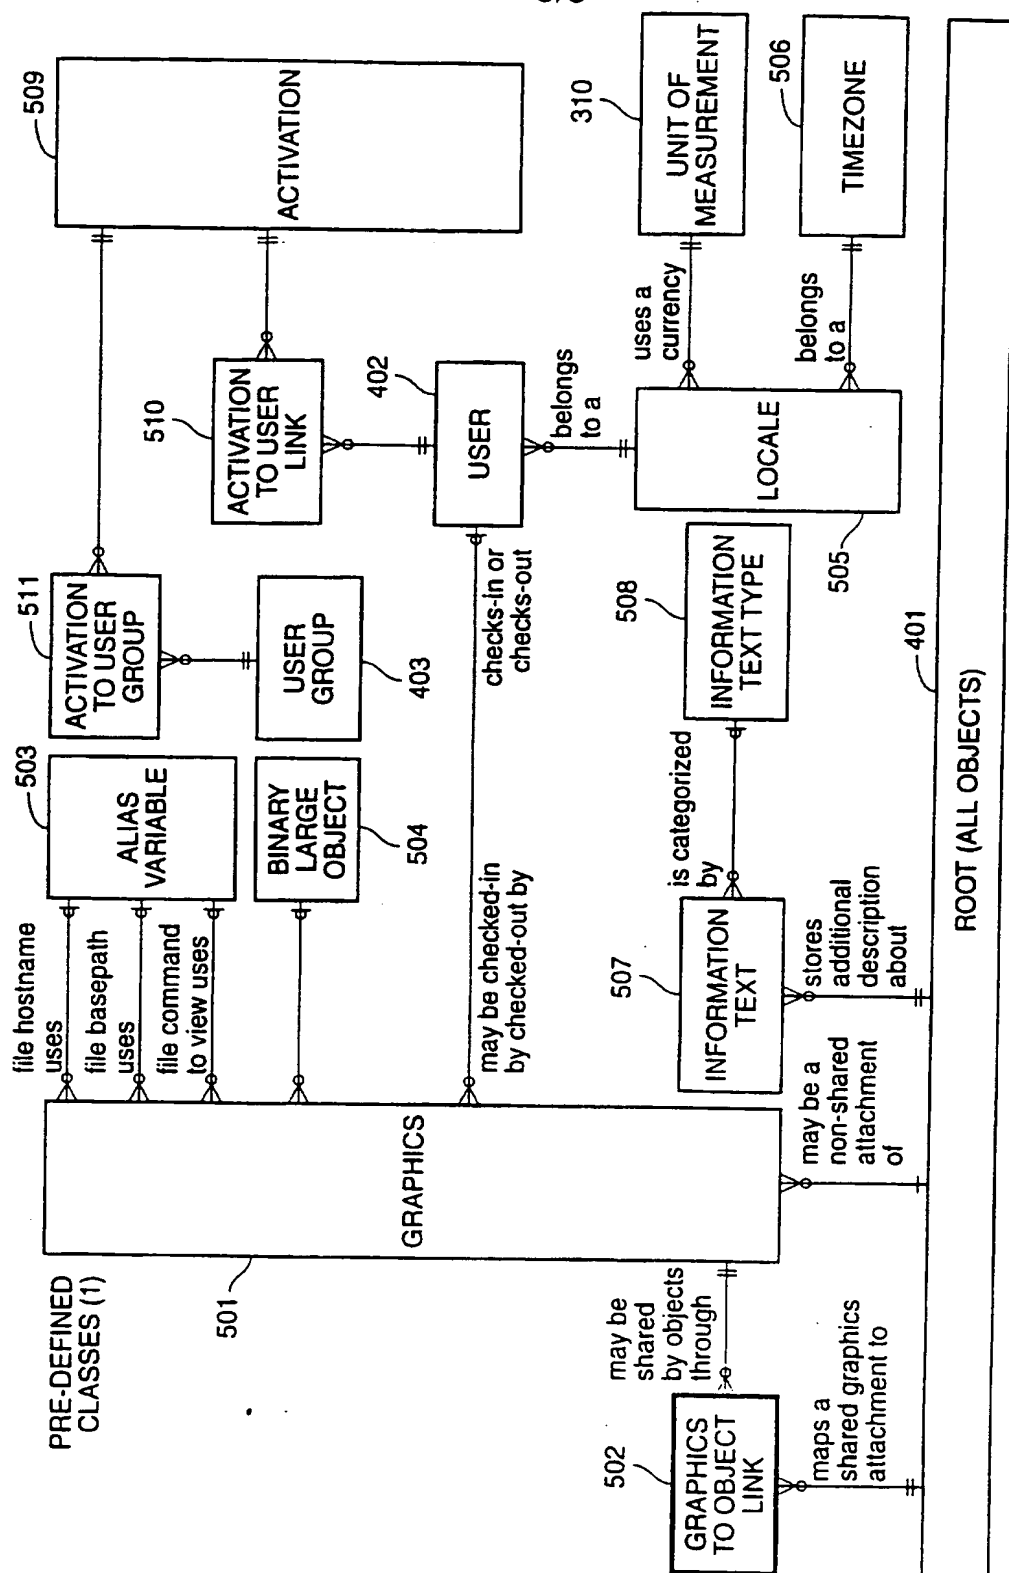 PRE-DEFINED
CLASSES (1)
501
GRAPHICS
file hostname
uses
file basepath
uses
file command
to view uses
503
ALIAS
VARIABLE
BINARY
LARGE
OBJECT
504
511
ACTIVATION
TO USER
GROUP
USER
GROUP
403
509
ACTIVATION
510
ACTIVATION
TO USER
LINK
402
USER
may be checked-in
by checked-out by
checks-in or
checks-out
belongs
to a
LOCALE
505
uses a
currency
310
UNIT OF
MEASUREMENT
belongs
to a
506
TIMEZONE
508
INFORMATION
TEXT TYPE
is categorized
by
507
INFORMATION
TEXT
stores
additional
description
about
may be a
non-shared
attachment
of
may be
shared
by objects
through
502
GRAPHICS
TO OBJECT
LINK
maps a
shared graphics
attachment to
401
ROOT (ALL OBJECTS)